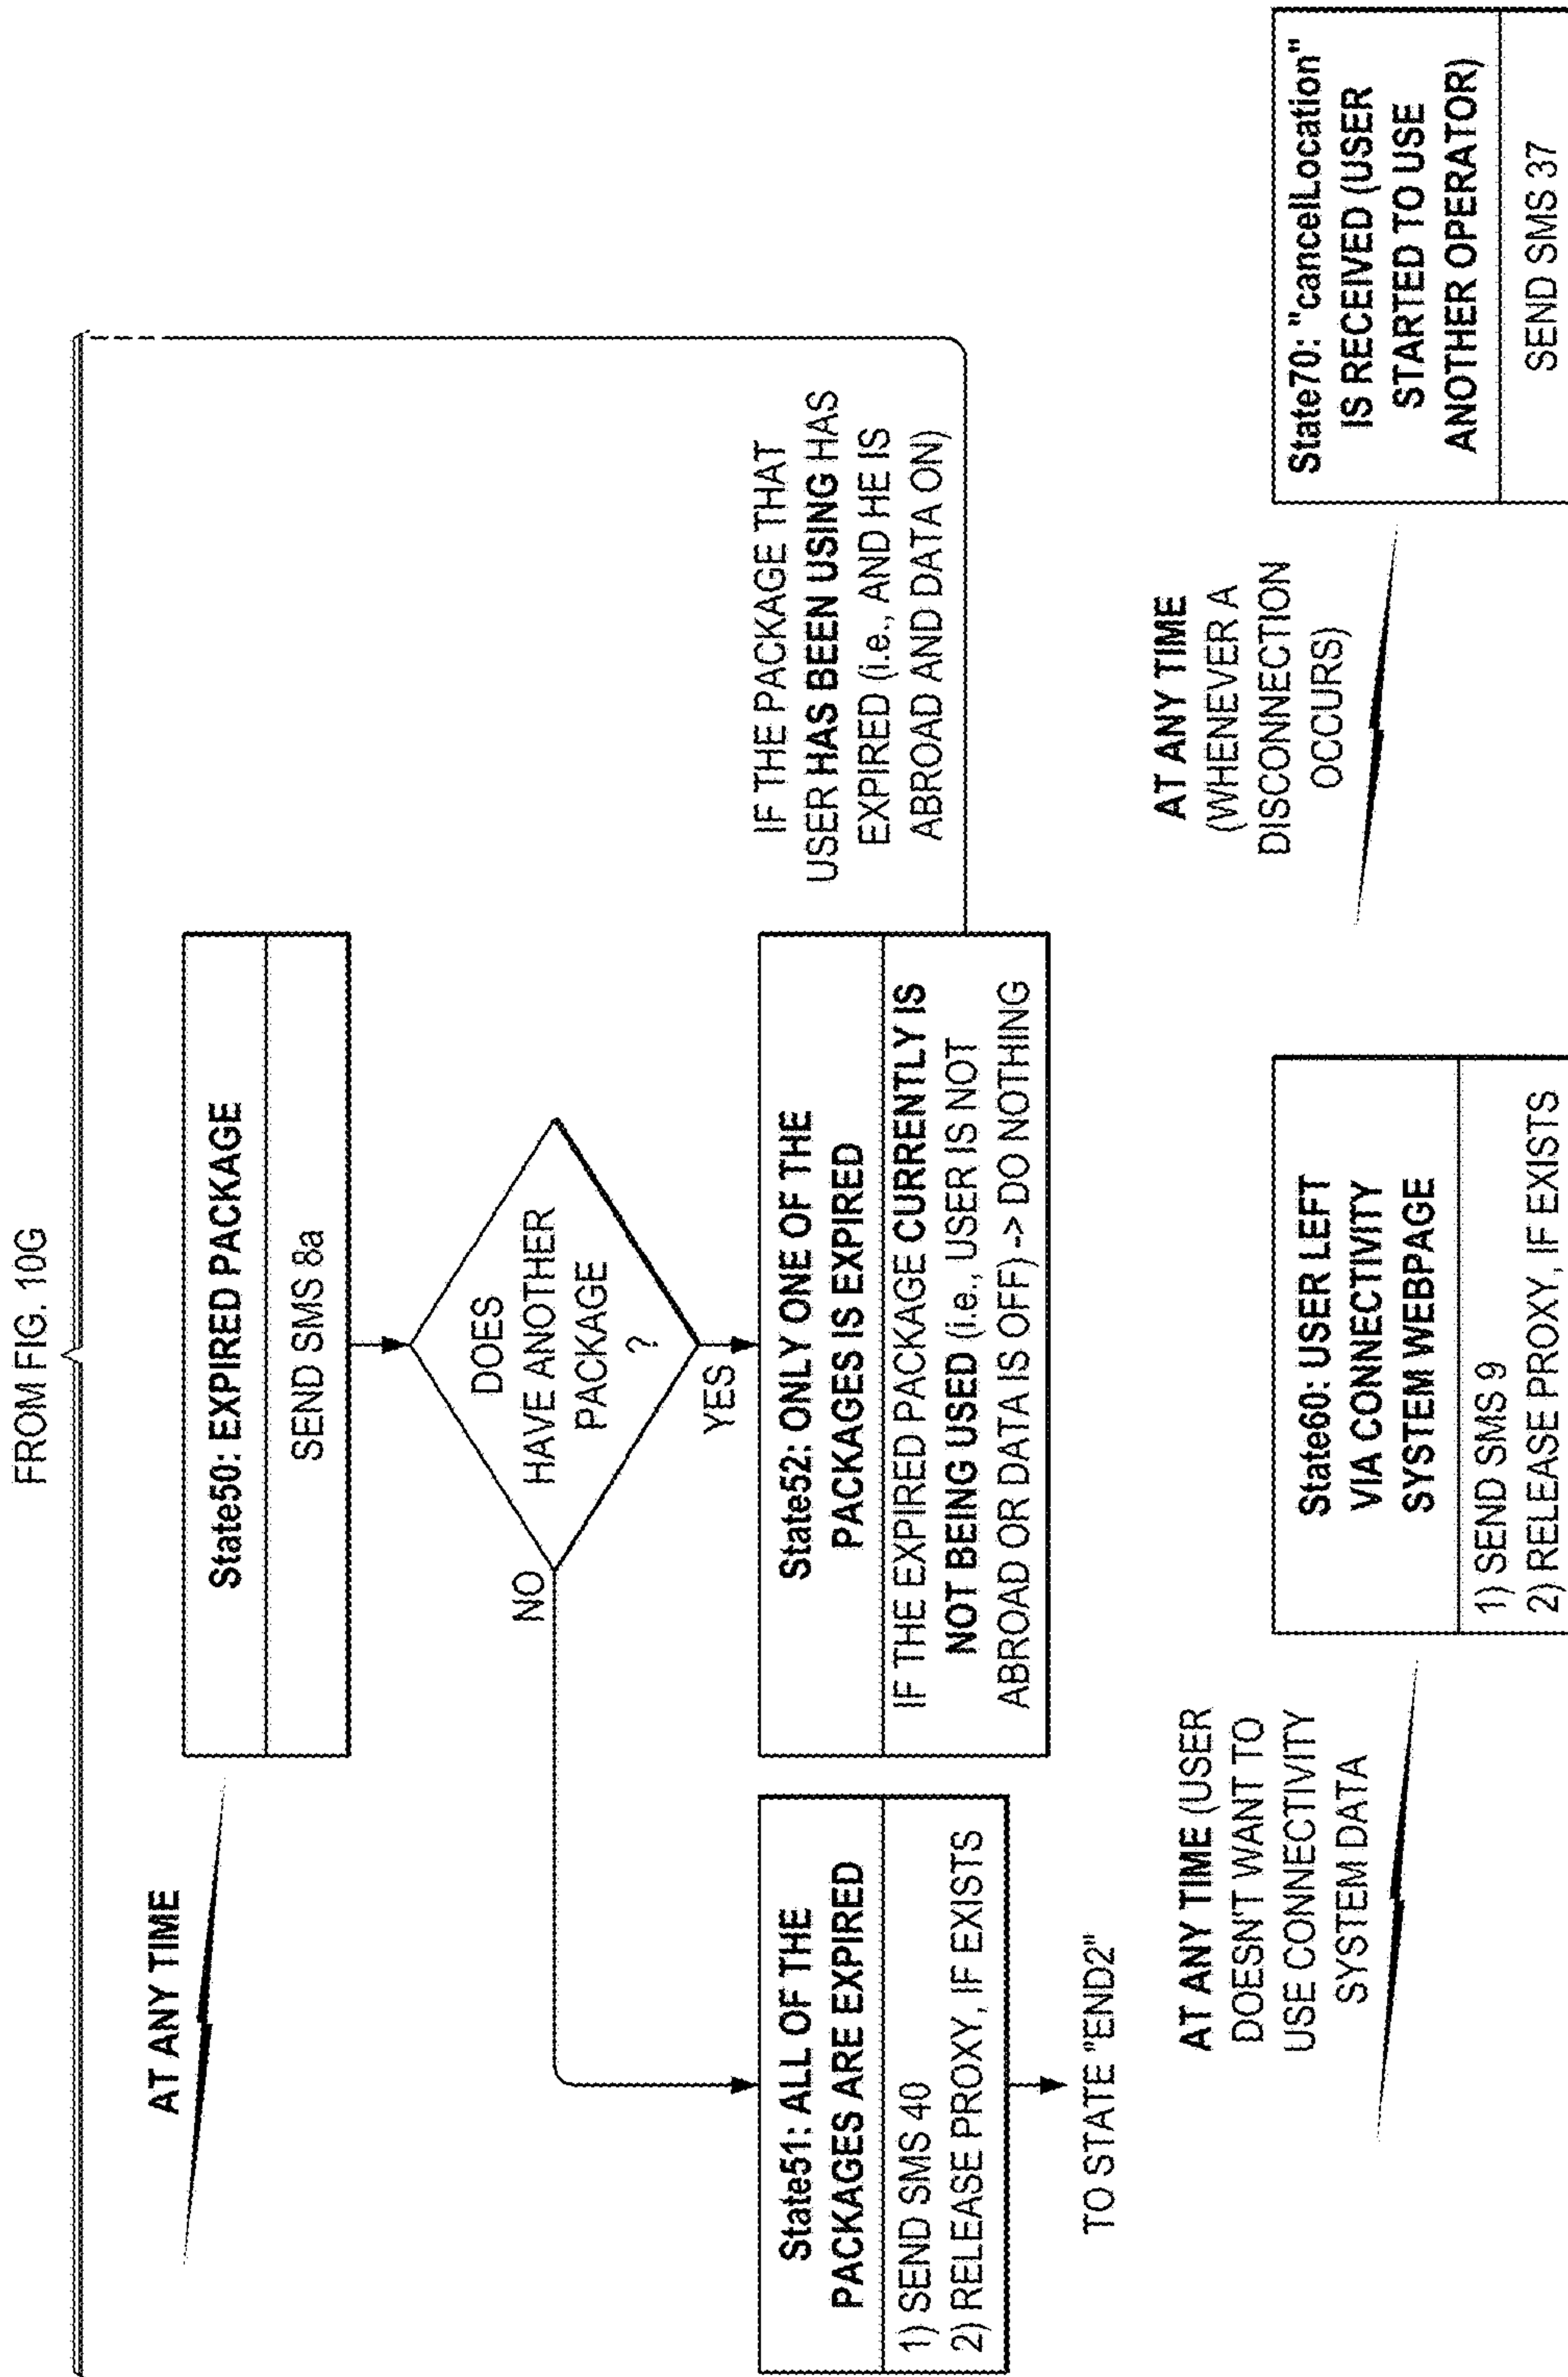 FROM FIG. 10G
AT ANY TIME
State50: EXPIRED PACKAGE
SEND SMS 8a
DOES
HAVE ANOTHER
PACKAGE
?
NO
YES
State51: ALL OF THE
PACKAGES ARE EXPIRED
1) SEND SMS 40
2) RELEASE PROXY, IF EXISTS
TO STATE "END2"
State52: ONLY ONE OF THE
PACKAGES IS EXPIRED
IF THE EXPIRED PACKAGE CURRENTLY IS
NOT BEING USED (i.e., USER IS NOT
ABROAD OR DATA IS OFF) -> DO NOTHING
IF THE PACKAGE THAT
USER HAS BEEN USING HAS
EXPIRED (i.e., AND HE IS
ABROAD AND DATA ON)
AT ANY TIME (USER
DOESN'T WANT TO
USE CONNECTIVITY
SYSTEM DATA
State60: USER LEFT
VIA CONNECTIVITY
SYSTEM WEBPAGE
1) SEND SMS 9
2) RELEASE PROXY, IF EXISTS
AT ANY TIME
(WHENEVER A
DISCONNECTION
OCCURS)
State70: "cancelLocation"
IS RECEIVED (USER
STARTED TO USE
ANOTHER OPERATOR)
SEND SMS 37